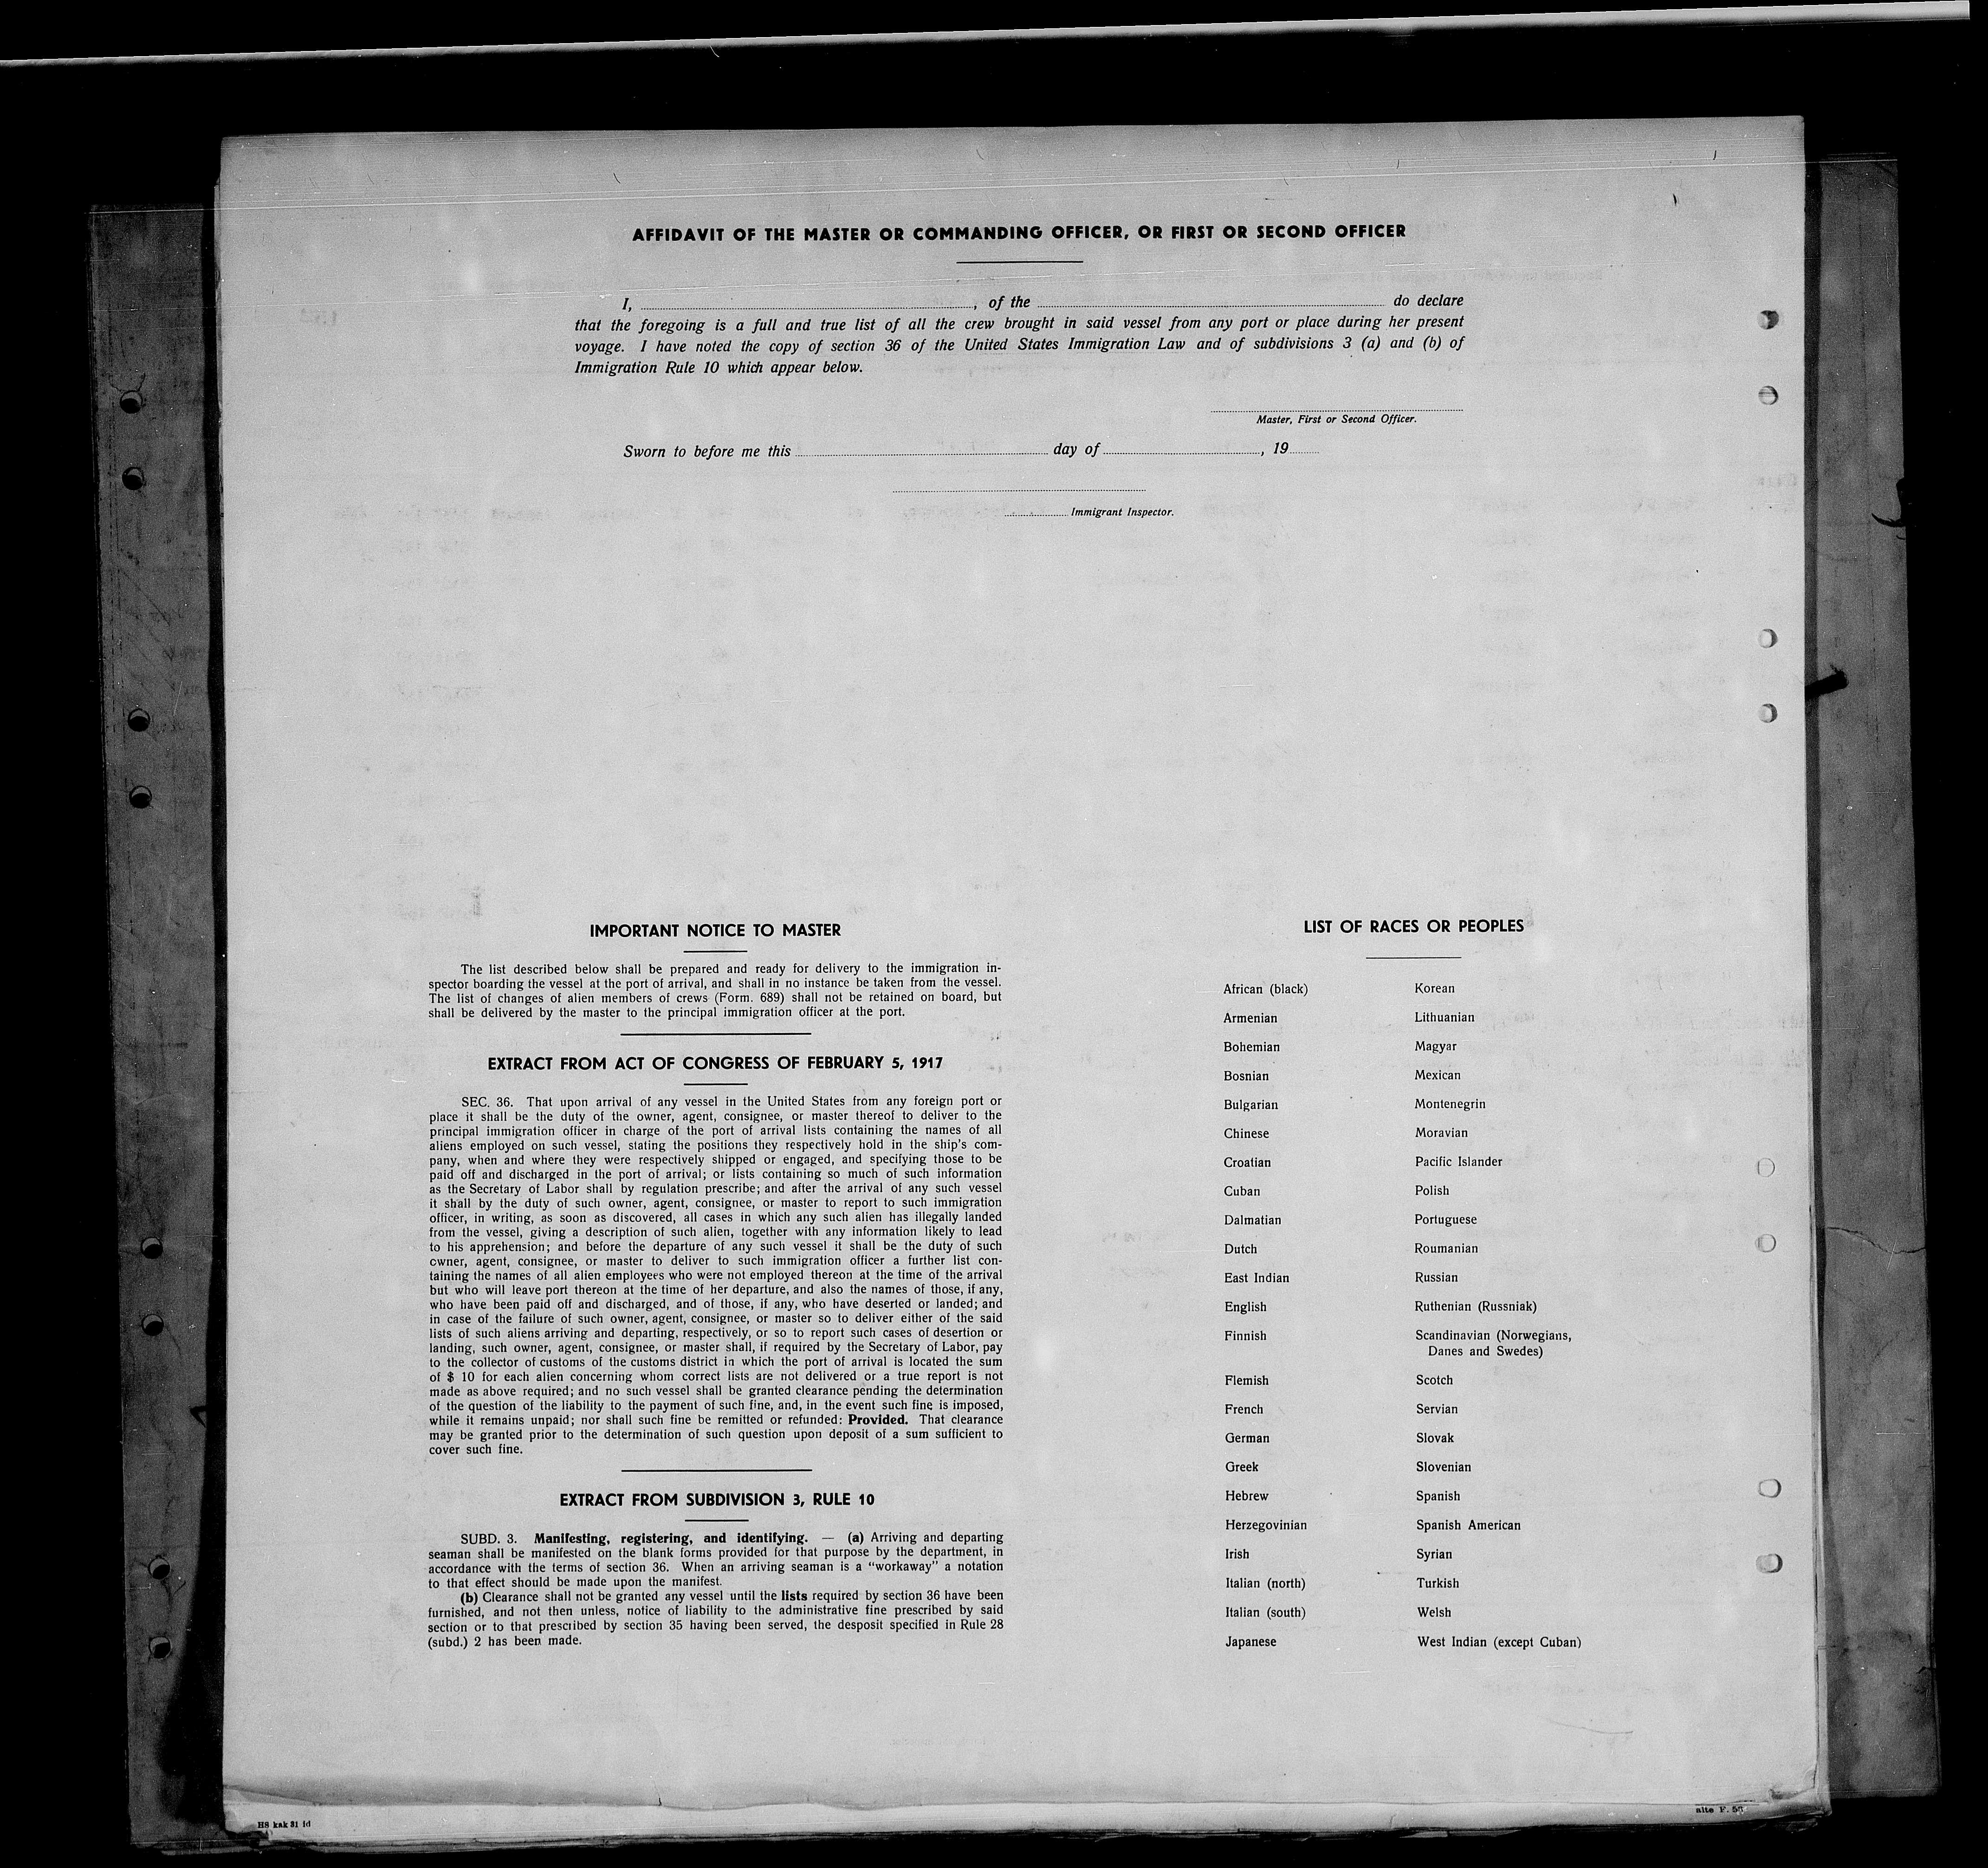 AFFIDAVIT OF THE MASTER OR COMMANDING OFFICER, OR FIRST OR SECOND OFFICER
I, , of the do declare
that the foregoing is a full and true list of all the crew brought in said vessel from any port or place during her present
voyage. I have noted the copy of section 36 of the United States Immigration Law and of subdivisions 3 (a) and (b) of
Immigration Rule 10 which appear below.
Master, First or Second Officer.
Sworn to before me this day of , 19
Immigrant Inspector.
IMPORTANT NOTICE TO MASTER
The list described below shall be prepared and ready for delivery to the immigration in-
spector boarding the vessel at the port of arrival, and shall in no instance be taken from the vessel.
The list of changes of alien members of crews (Form. 689) shall not be retained on board, but
shall be delivered by the master to the principal immigration officer at the port.
EXTRACT FROM ACT OF CONGRESS OF FEBRUARY 5, 1917
SEC. 36. That upon arrival of any vessel in the United States from any foreign port or
place it shall be the duty of the owner, agent, consignee, or master thereof to deliver to the
principal immigration officer in charge of the port of arrival lists containing the names of all
aliens employed on such vessel, stating the positions they respectively hold in the ship's com-
pany, when and where they were respectively shipped or engaged, and specifying those to be
paid off and discharged in the port of arrival; or lists containing so much of such information
as the Secretary of Labor shall by regulation prescribe; and after the arrival of any such vessel
it shall by the duty of such owner, agent, consignee, or master to report to such immigration
officer, in writing, as soon as discovered, all cases in which any such alien has illegally landed
from the vessel, giving a description of such alien, together with any information likely to lead
to his apprehension; and before the departure of any such vessel it shall be the duty of such
owner, agent, consignee, or master to deliver to such immigration officer a further list con-
taining the names of all alien employees who were not employed thereon at the time of the arrival
but who will leave port thereon at the time of her departure, and also the names of those, if any,
who have been paid off and discharged, and of those, if any, who have deserted or landed; and
in case of the failure of such owner, agent, consignee, or master so to deliver either of the said
lists of such aliens arriving and departing, respectively, or so to report such cases of desertion or
landing, such owner, agent, consignee, or master shall, if required by the Secretary of Labor, pay
to the collector of customs of the customs district in which the port of arrival is located the sum
of $ 10 for each alien concerning whom correct lists are not delivered or a true report is not
made as above required; and no such vessel shall be granted clearance pending the determination
of the question of the liability to the payment of such fine, and, in the event such fine is imposed,
while it remains unpaid; nor shall such fine be remitted or refunded: Provided. That clearance
may be granted prior to the determination of such question upon deposit of a sum sufficient to
cover such fine.
EXTRACT FROM SUBDIVISION 3, RULE 10
SUBD. 3. Manifesting, registering, and identifying. — (a) Arriving and departing
seaman shall be manifested on the blank forms provided for that purpose by the department, in
accordance with the terms of section 36. When an arriving seaman is a "workaway" a notation
to that effect should be made upon the manifest.
(b) Clearance shall not be granted any vessel until the lists required by section 36 have been
furnished, and not then unless, notice of liability to the administrative fine prescribed by said
section or to that prescribed by section 35 having been served, the desposit specified in Rule 28
(subd.) 2 has been made.
LIST OF RACES OR PEOPLES
African (black)
Armenian
Bohemian
Bosnian
Bulgarian
Chinese
Croatian
Cuban
Dalmatian
Dutch
East Indian
English
Finnish
Flemish
French
German
Greek
Hebrew
Herzegovinian
Irish
Italian (north)
Italian (south)
Japanese
Korean
Lithuanian
Magyar
Mexican
Montenegrin
Moravian
Pacific Islander
Polish
Portuguese
Roumanian
Russian
Ruthenian (Russniak)
Scandinavian (Norwegians,
Danes and Swedes)
Scotch
Servian
Slovak
Slovenian
Spanish
Spanish American
Syrian
Turkish
Welsh
West Indian (except Cuban)
HS kak 31 id
alte F.